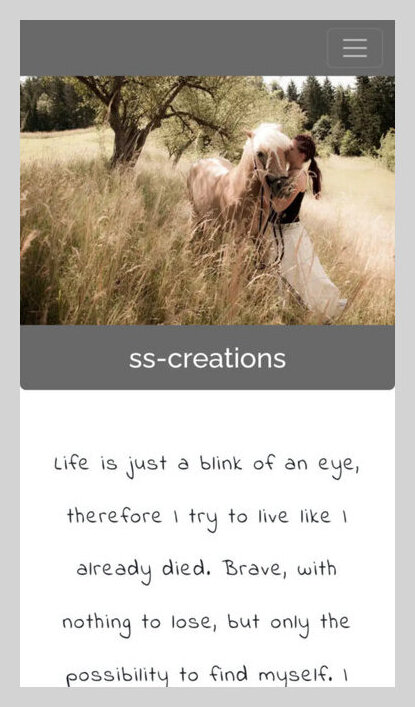 ss-creations
Life is just a blink of an eye,
therefore I try to live like I
already died. Brave, with
nothing to lose, but only the
possibility to find myself. I